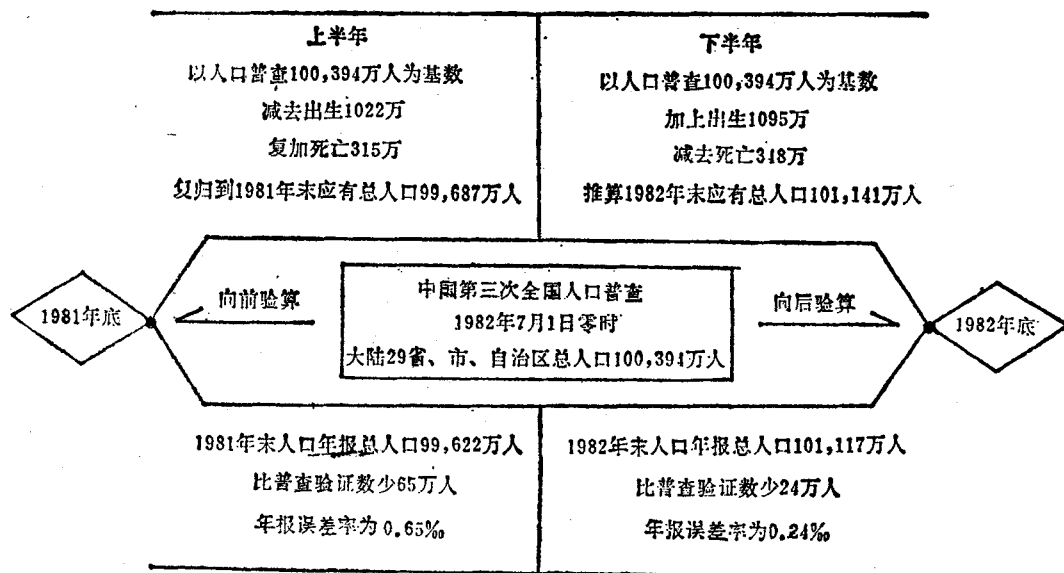 上半年
以人口普查100,394万人为基数
减去出生1022万
复加死亡315万
复归到1981年末应有总人口99,687万人
下半年
以人口普查100,394万人为基数
加上出生1095万
减去死亡348万
推算1982年末应有总人口101,141万人
1981年底
向前验算
中国第三次全国人口普查
1982年7月1日零时
大陆29省、市、自治区总人口100,394万人
向后验算
1982年底
1981年末人口年报总人口99,622万人
比普查验证数少65万人
年报误差率为0.65‰
1982年末人口年报总人口101,117万人
比普查验证数少24万人
年报误差率为0.24‰